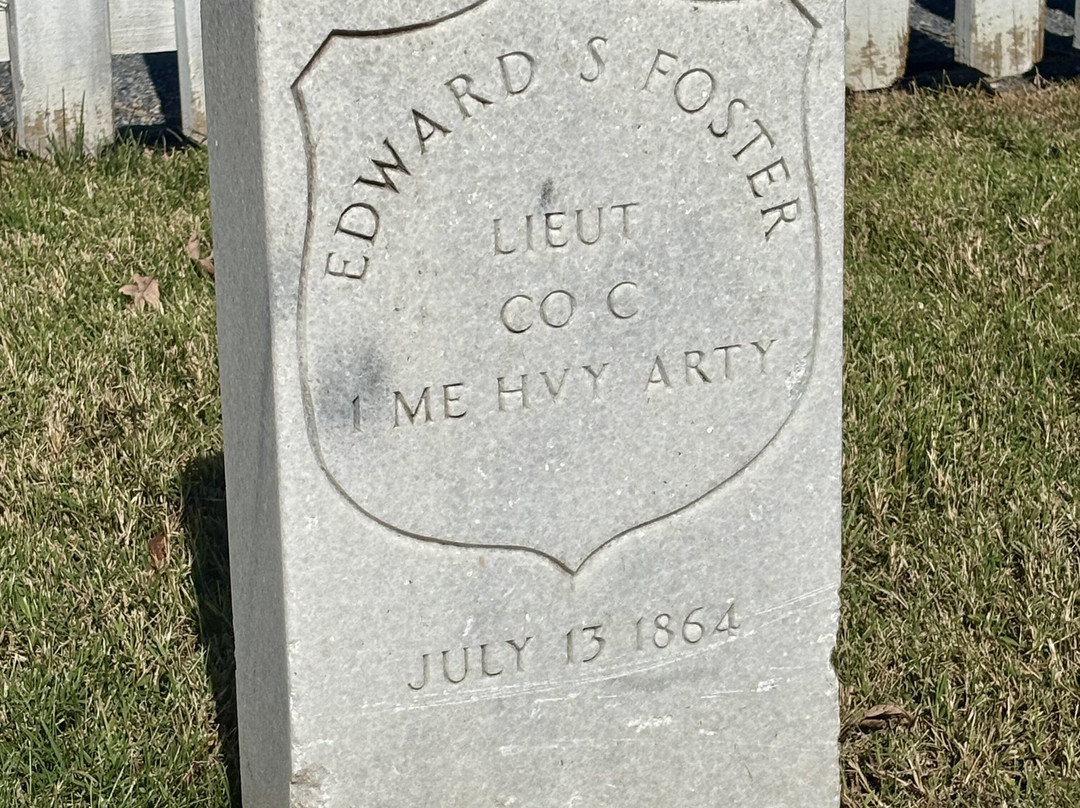 EDWARD S FOSTER
LIEUT
CO C
1 ME HVY ARTY
JULY 13 1864